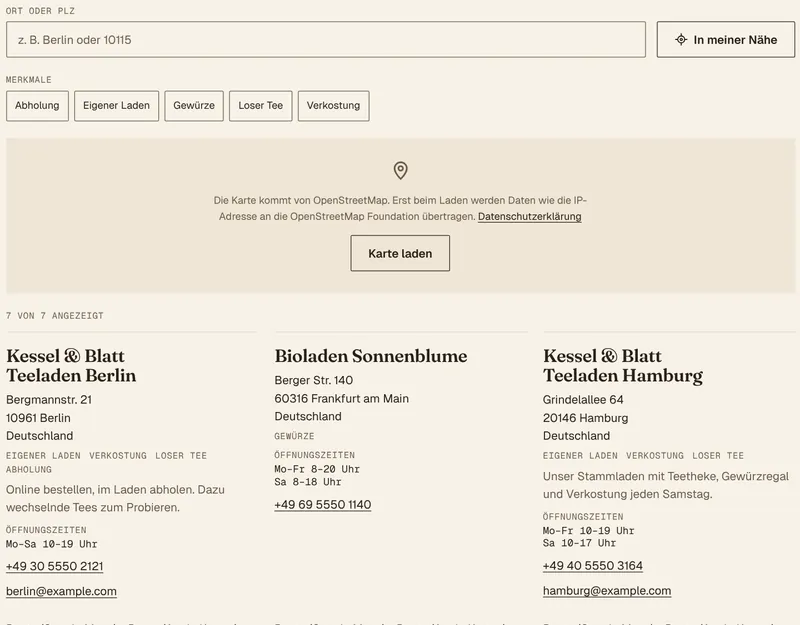 ORT ODER PLZ
z. B. Berlin oder 10115
In meiner Nähe
MERKMALE
Abholung
Eigener Laden
Gewürze
Loser Tee
Verkostung
Die Karte kommt von OpenStreetMap. Erst beim Laden werden Daten wie die IP-
Adresse an die OpenStreetMap Foundation übertragen. Datenschutzerklärung
Karte laden
7 VON 7 ANGEZEIGT
Kessel & Blatt
Teeladen Berlin
Bergmannstr. 21
10961 Berlin
Deutschland
EIGENER LADEN VERKOSTUNG LOSER TEE
ABHOLUNG
Online bestellen, im Laden abholen. Dazu
wechselnde Tees zum Probieren.
ÖFFNUNGSZEITEN
Mo–Sa 10–19 Uhr
+49 30 5550 2121
berlin@example.com
Bioladen Sonnenblume
Berger Str. 140
60316 Frankfurt am Main
Deutschland
GEWÜRZE
ÖFFNUNGSZEITEN
Mo–Fr 8–20 Uhr
Sa 8–18 Uhr
+49 69 5550 1140
Kessel & Blatt
Teeladen Hamburg
Grindelallee 64
20146 Hamburg
Deutschland
EIGENER LADEN VERKOSTUNG LOSER TEE
Unser Stammladen mit Teetheke, Gewürzregal
und Verkostung jeden Samstag.
ÖFFNUNGSZEITEN
Mo–Fr 10–19 Uhr
Sa 10–17 Uhr
+49 40 5550 3164
hamburg@example.com